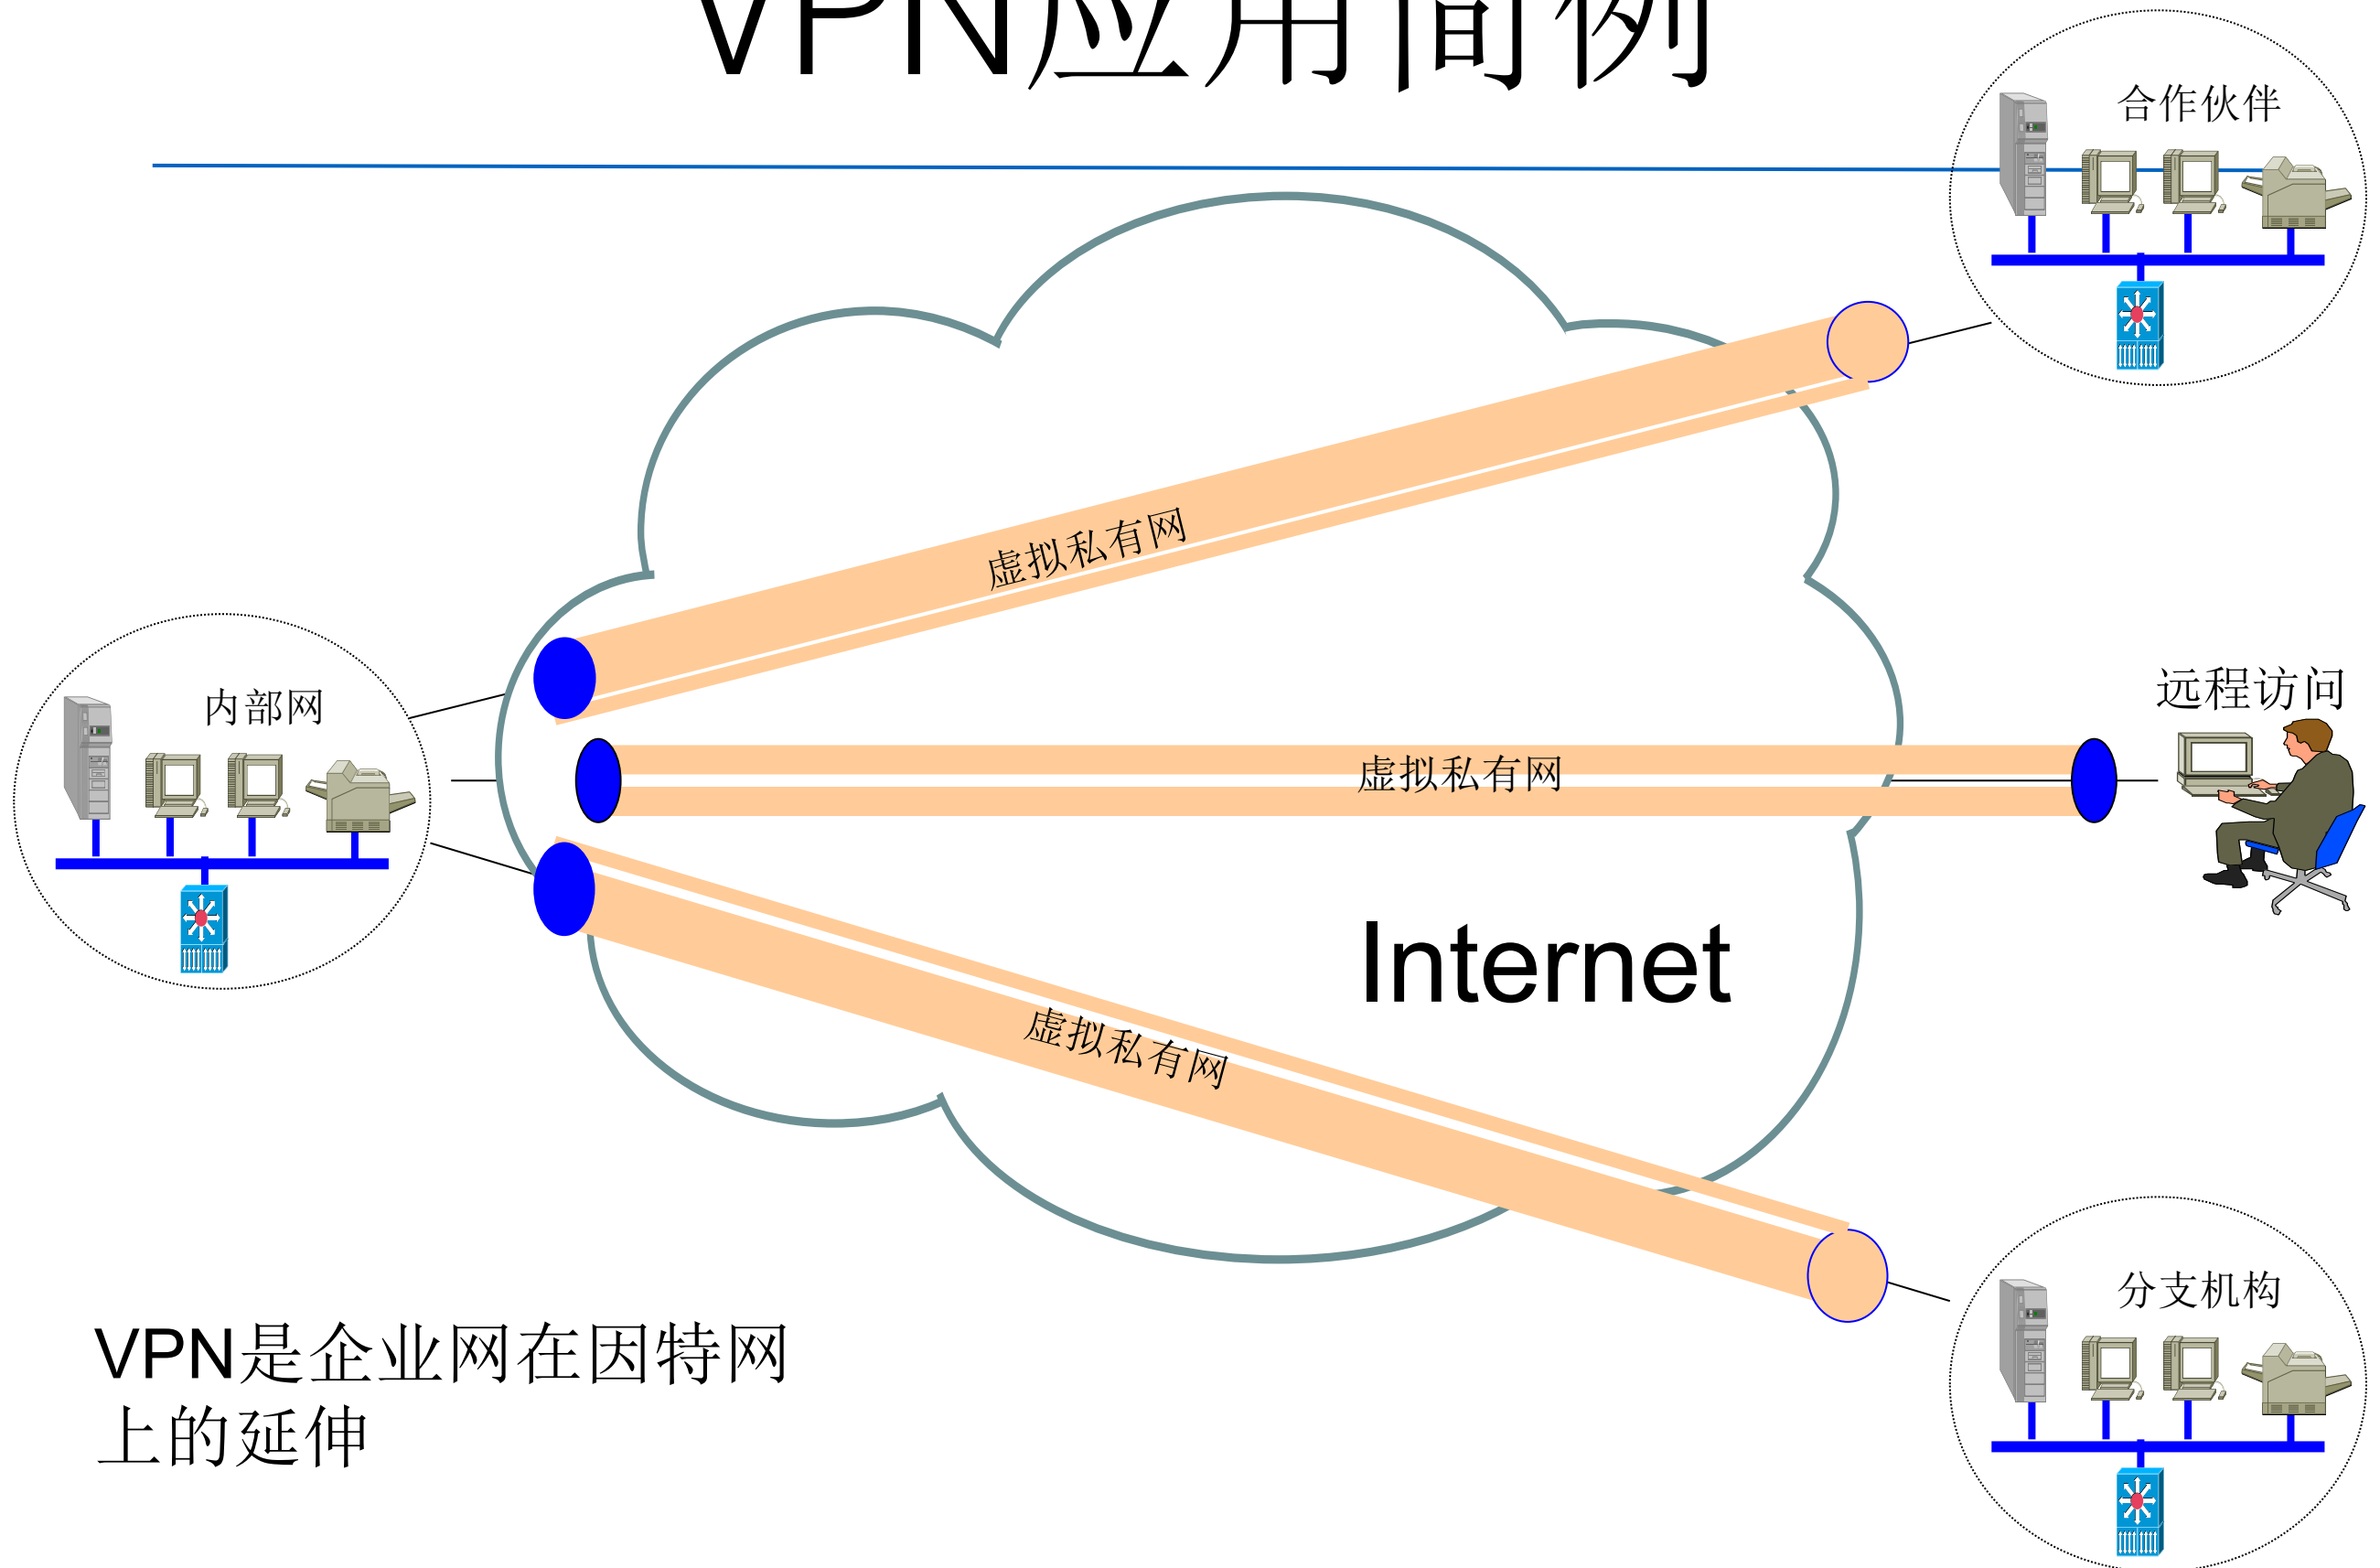 VPN应用简例
合作伙伴
虚拟私有网
内部网
远程访问
虚拟私有网
Internet
虚拟私有网
分支机构
VPN是企业网在因特网
上的延伸